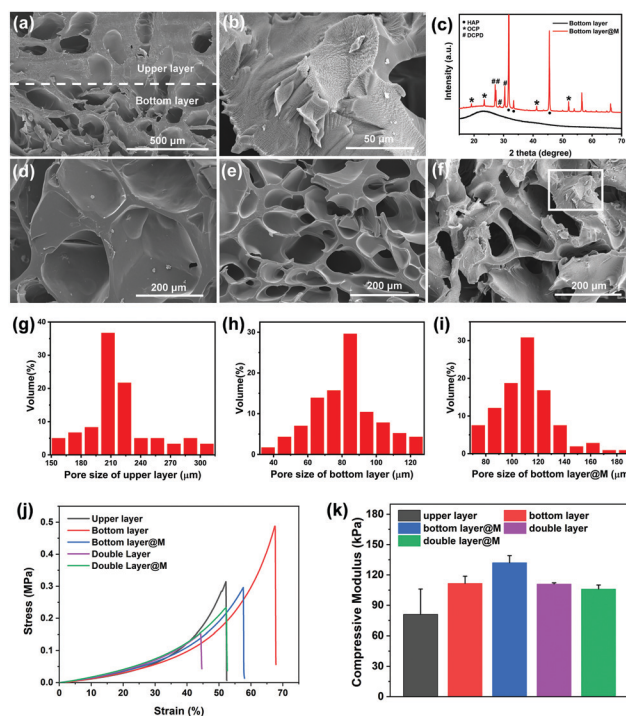 (a)
Upper layer
Bottom layer
500 μm
(b)
50 μm
(c)
Intensity (a.u.)
● HAP
* OCP
# DCPD
Bottom layer
Bottom layer@M
* * ## # # * *
20 30 40 50 60 70
2 theta (degree)
(d)
200 μm
(e)
200 μm
(f)
200 μm
(g)
Volume(%)
40
30
20
10
0
150 180 210 240 270 300
Pore size of upper layer (μm)
(h)
Volume(%)
30
20
10
0
40 60 80 100 120
Pore size of bottom layer (μm)
(i)
Volume(%)
30
20
10
0
80 100 120 140 160 180
Pore size of bottom layer@M (μm
(j)
Stress (MPa)
0.5
0.4
0.3
0.2
0.1
0.0
Upper layer
Bottom layer
Bottom layer@M
Double Layer
Double Layer@M
0 10 20 30 40 50 60 70
Strain (%)
(k)
Compressive Modulus (kPa)
180
150
120
90
60
30
0
upper layer bottom layer
bottom layer@M double layer
double layer@M